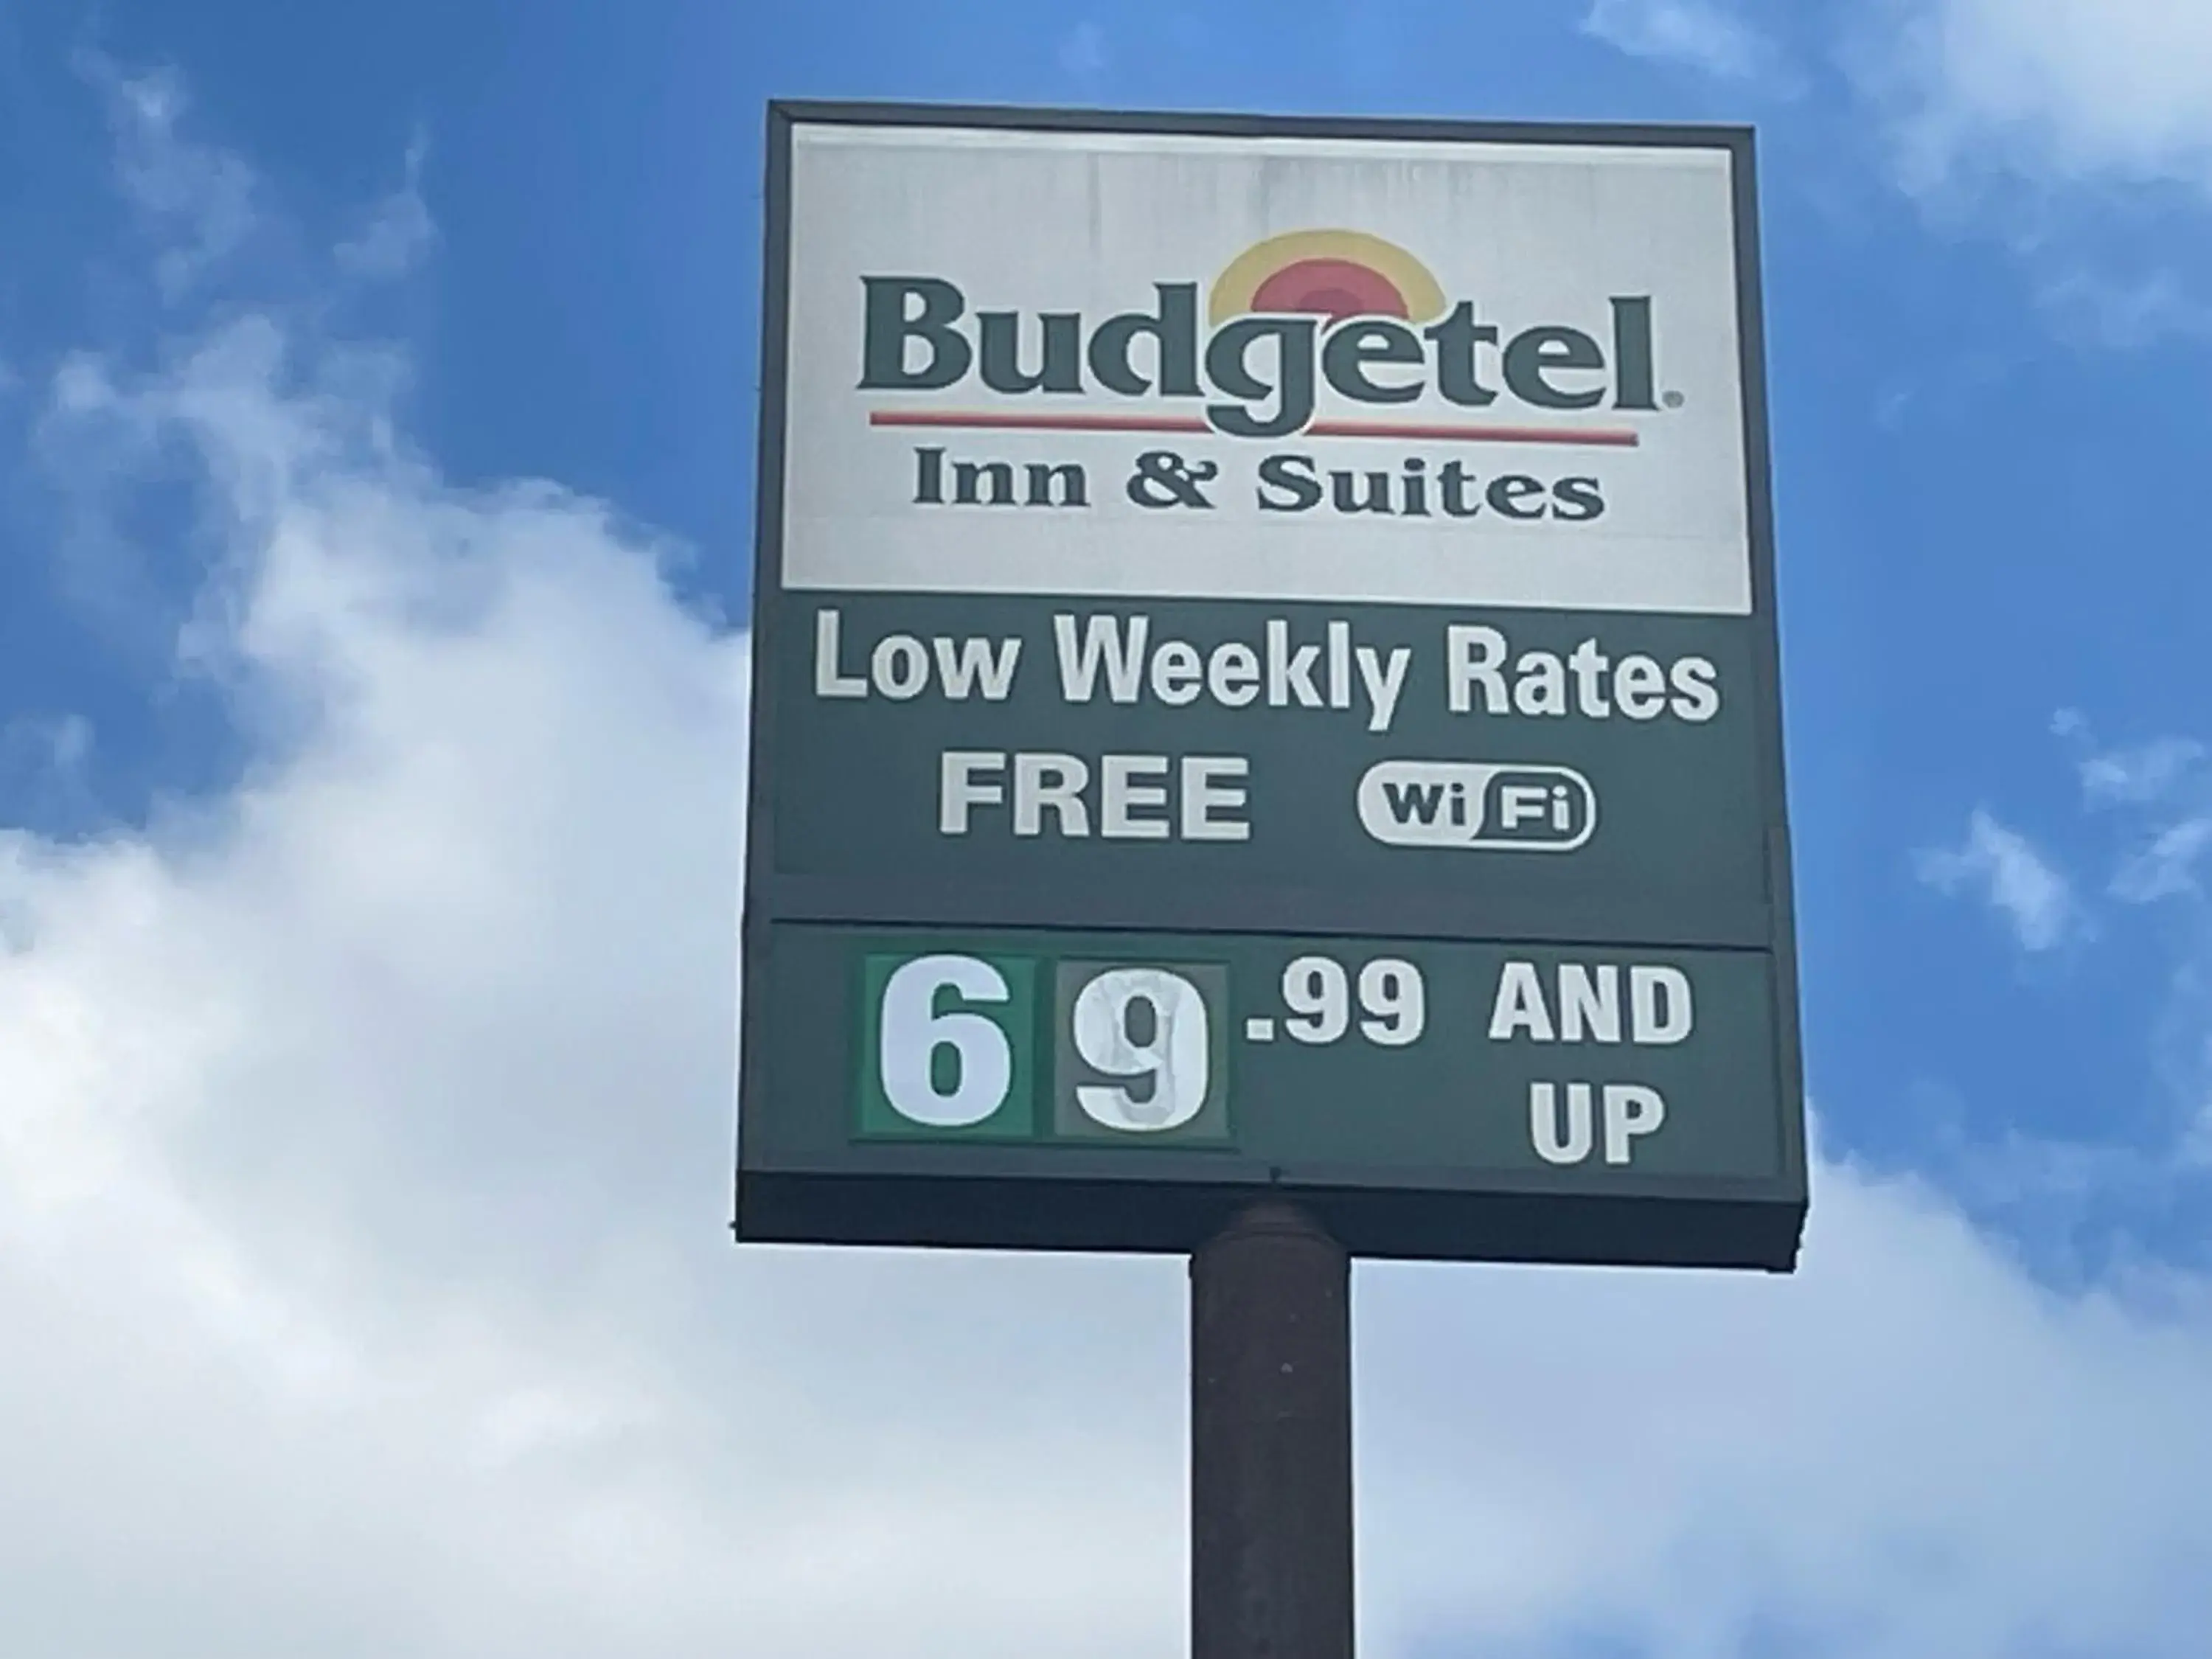 Budgetel®
Inn & Suites
Low Weekly Rates
FREE WiFi
69.99 AND
UP